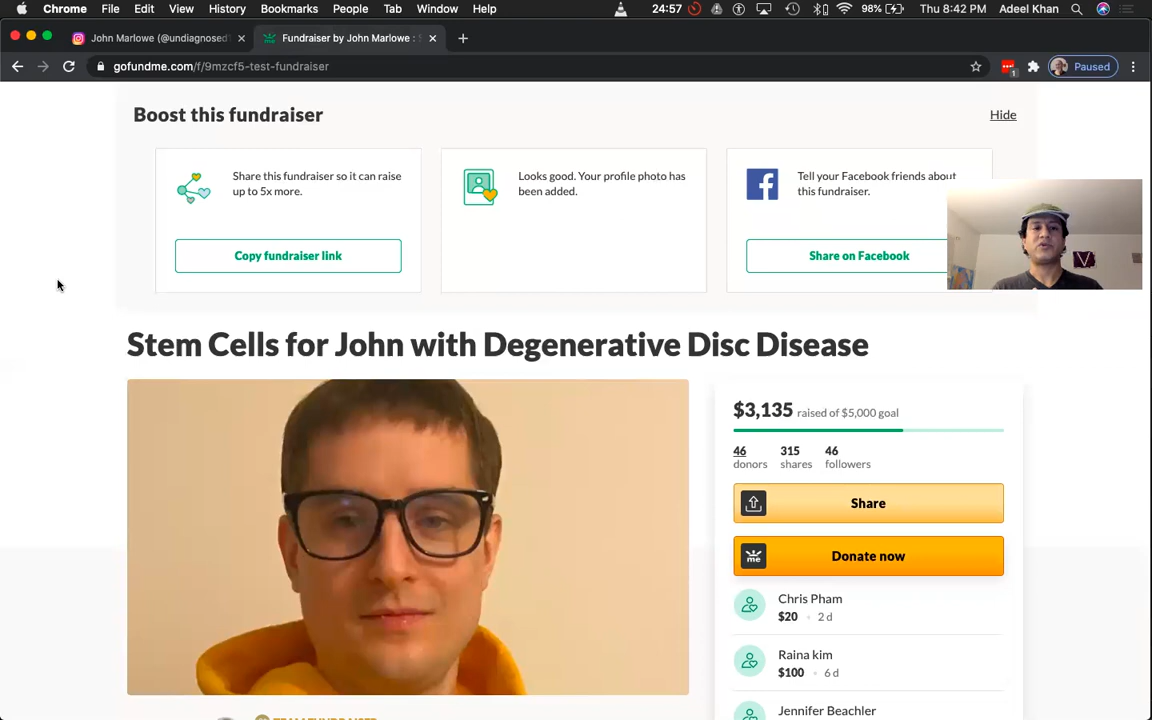 Chrome File Edit View History Bookmarks People Tab Window Help 24:57 98% Thu 8:42 PM Adeel Khan
John Marlowe (@undiagnosed Fundraiser by John Marlowe : S
gofundme.com/f/9mzcf5-test-fundraiser 1 Paused
Boost this fundraiser Hide
Share this fundraiser so it can raise
up to 5x more.
Copy fundraiser link
Looks good. Your profile photo has
been added.
Tell your Facebook friends about
this fundraiser.
Share on Facebook
Stem Cells for John with Degenerative Disc Disease
$3,135 raised of $5,000 goal
46 315 46
donors shares followers
Share
me Donate now
Chris Pham
$20 • 2 d
Raina kim
$100 • 6 d
Jennifer Beachler
TEAM FUNDRAISER